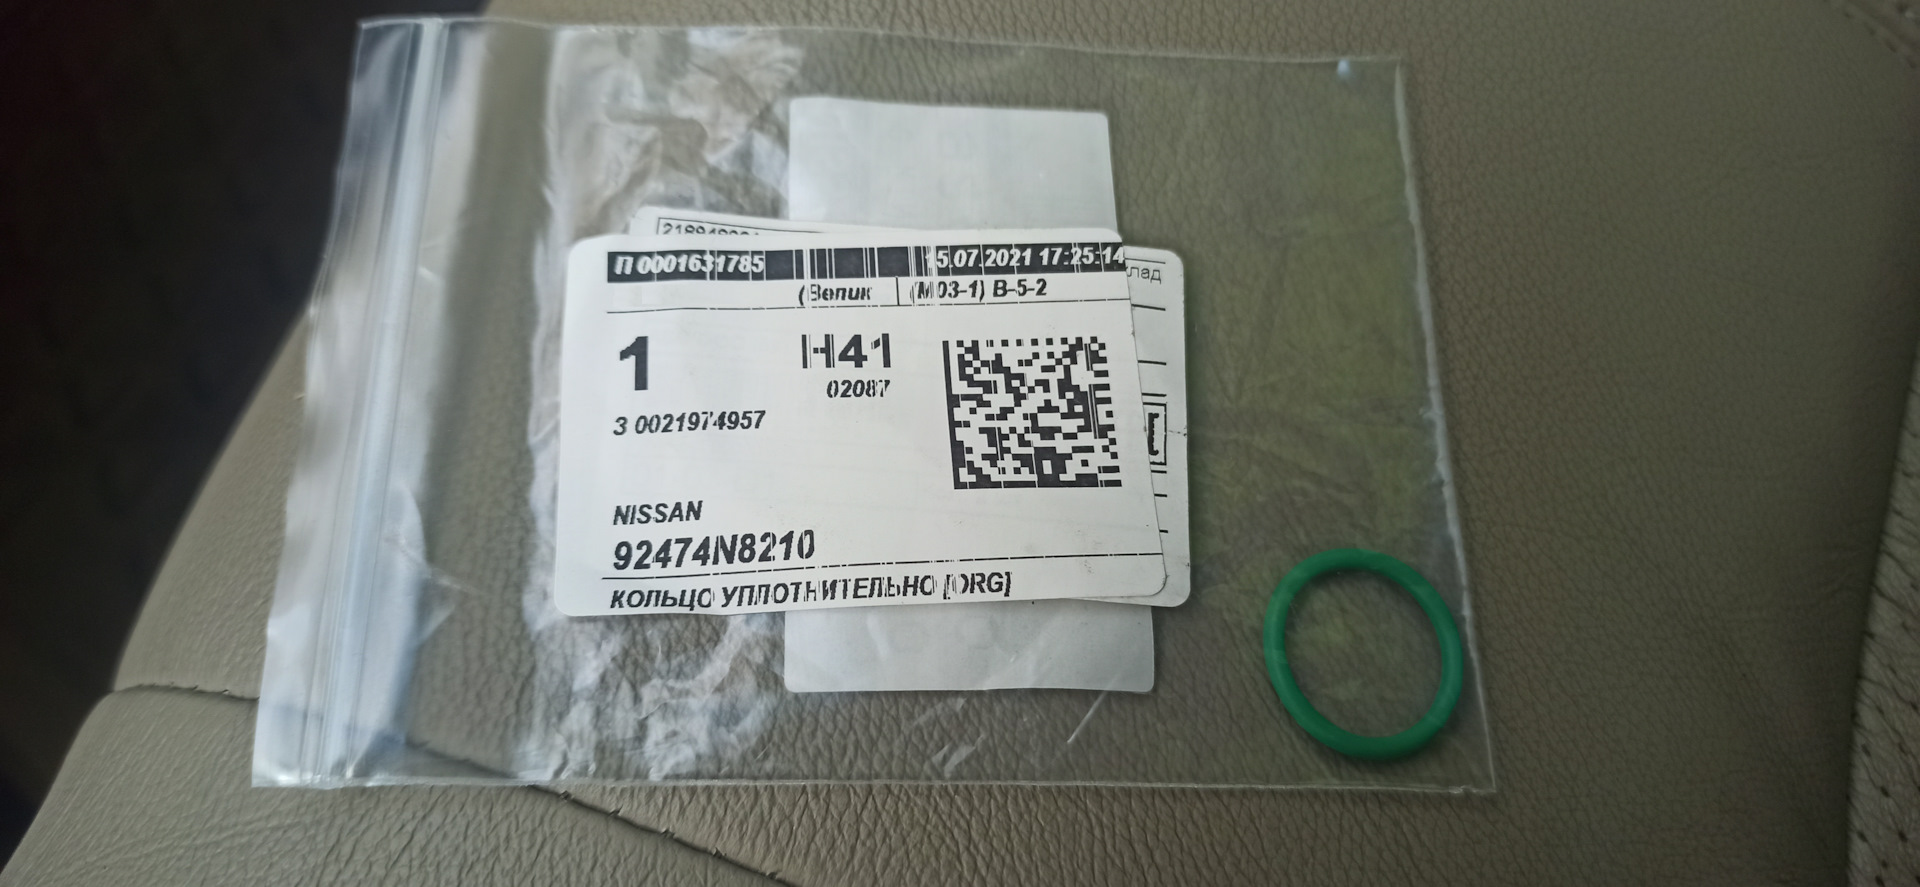 П 0001631785 15.07.2021 17:25:14
(Велик (М03-1) В-5-2
1 H41
02087
3 0021974957
NISSAN
92474N8210
КОЛЬЦО УПЛОТНИТЕЛЬНО [ORG]